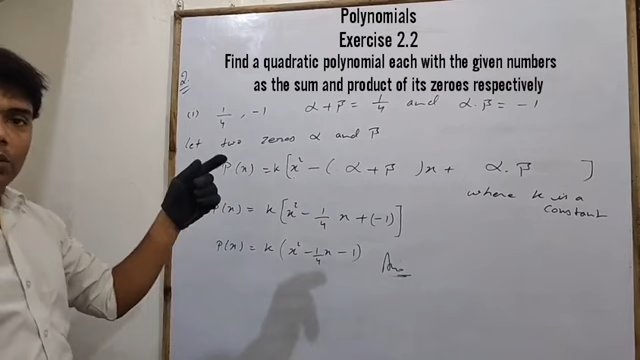 Polynomials
Exercise 2.2
Find a quadratic polynomial each with the given numbers
as the sum and product of its zeroes respectively
2.
(1) 1/4 , -1 α+β = 1/4 and α.β = -1
let two zeros α and β
P(x) = k[x² - ( α + β )x + α.β ]
where k is a
constant
P(x) = k[x² - 1/4 x + (-1)]
P(x) = k (x² - 1/4 x - 1) Ans